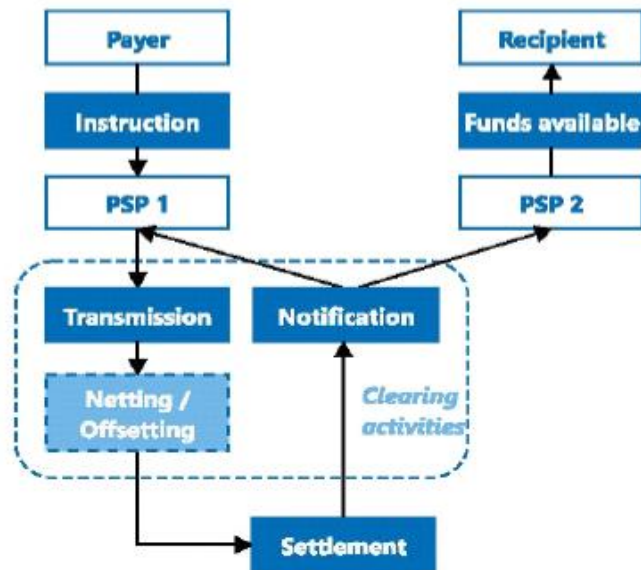 Payer
Recipient
Instruction
Funds available
PSP 1
PSP 2
Transmission
Notification
Netting /
Offsetting
Clearing
activities
Settlement